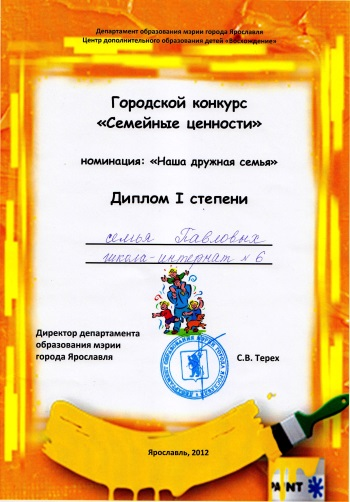 Департамент образования мэрии города Ярославля
Центр дополнительного образования детей «Восхождение»
Городской конкурс
«Семейные ценности»
номинация: «Наша дружная семья»
Диплом I степени
семья Павловых
школа-интернат № 6
Директор департамента
образования мэрии
города Ярославля
С.В. Терех
Ярославль, 2012
PAINT